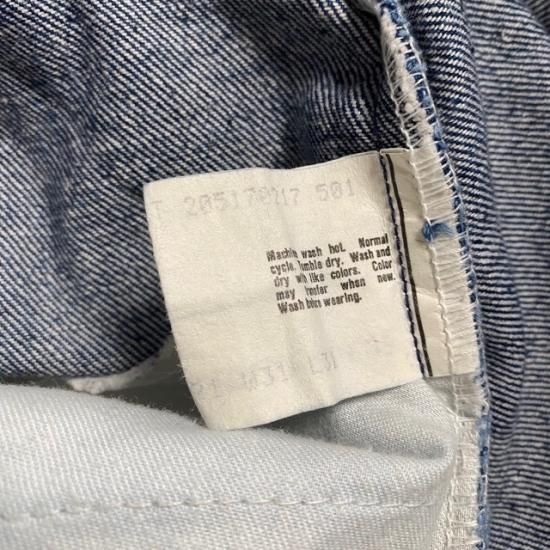 T 205170217 501
Machine wash hot. Normal
cycle. Tumble dry. Wash and
dry with like colors. Color
may transfer when new.
Wash before wearing.
W31